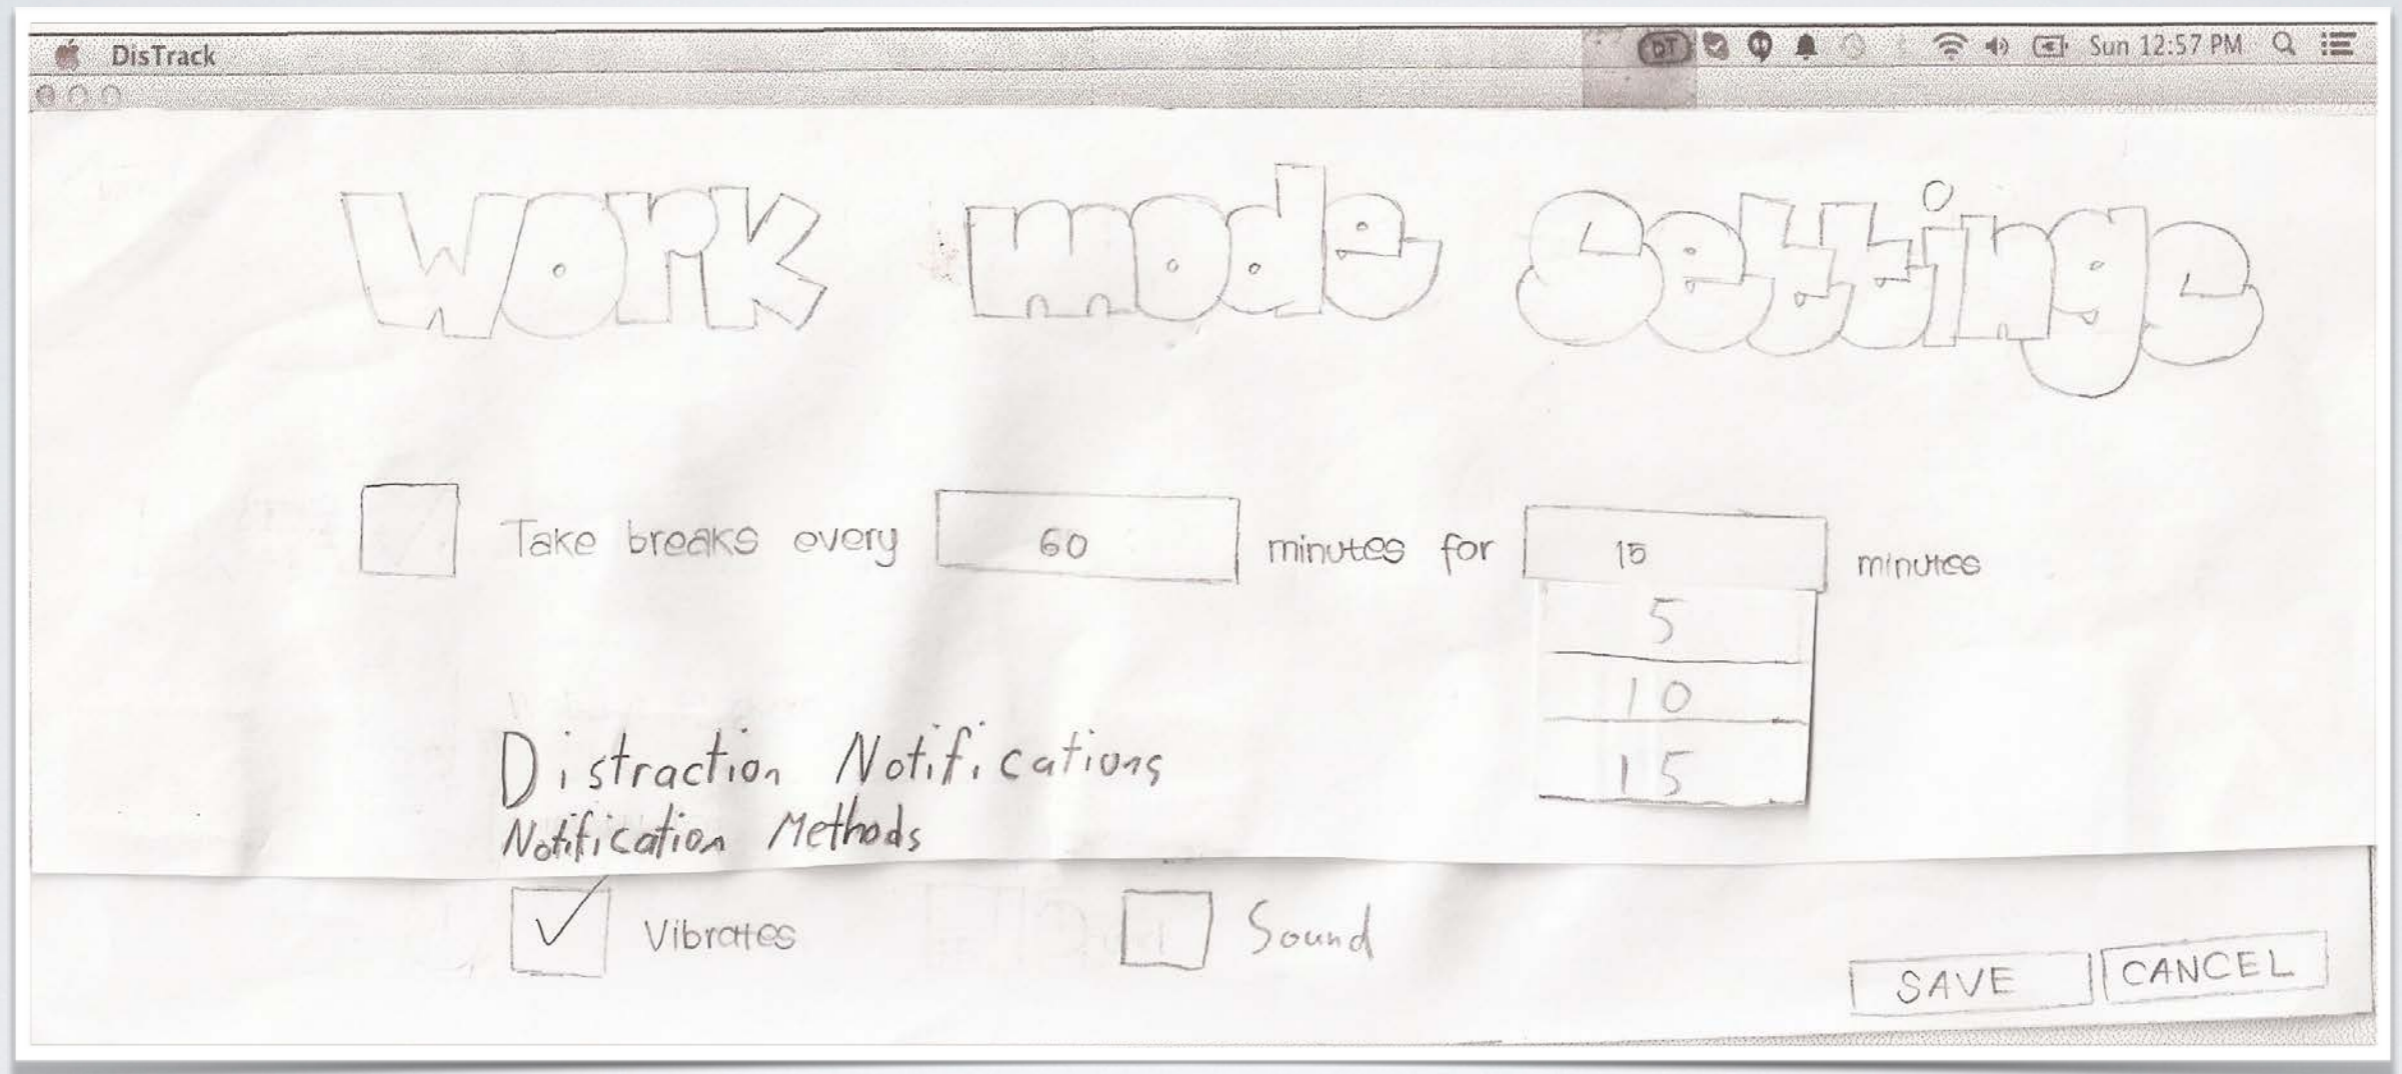 DisTrack
DT Sun 12:57 PM
Work mode Settings
Take breaks every 60 minutes for 15 minutes
5
10
15
Distraction Notifications
Notification Methods
Vibrates Sound
SAVE CANCEL